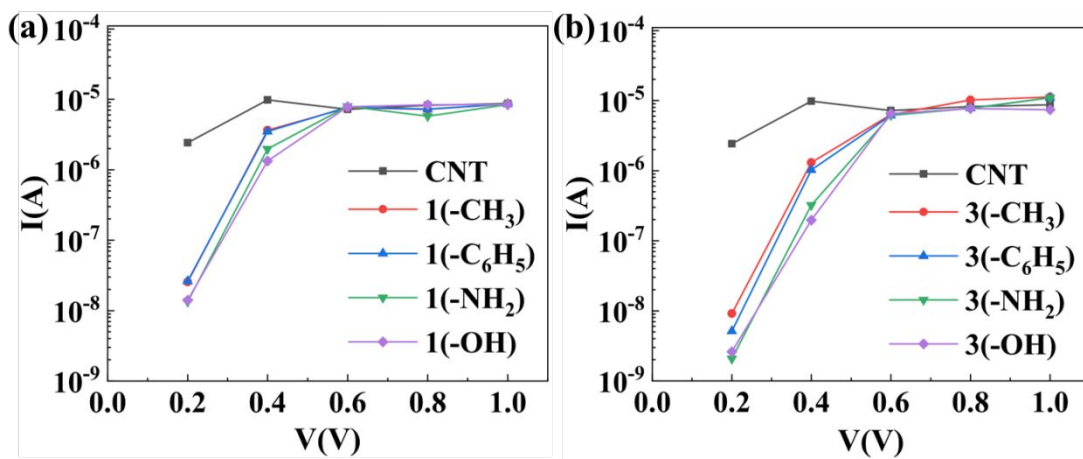 (a)
10⁻⁴
10⁻⁵
10⁻⁶
10⁻⁷
10⁻⁸
10⁻⁹
I(A)
CNT
1(-CH₃)
1(-C₆H₅)
1(-NH₂)
1(-OH)
0.0 0.2 0.4 0.6 0.8 1.0
V(V)
(b)
10⁻⁴
10⁻⁵
10⁻⁶
10⁻⁷
10⁻⁸
10⁻⁹
I(A)
CNT
3(-CH₃)
3(-C₆H₅)
3(-NH₂)
3(-OH)
0.0 0.2 0.4 0.6 0.8 1.0
V(V)